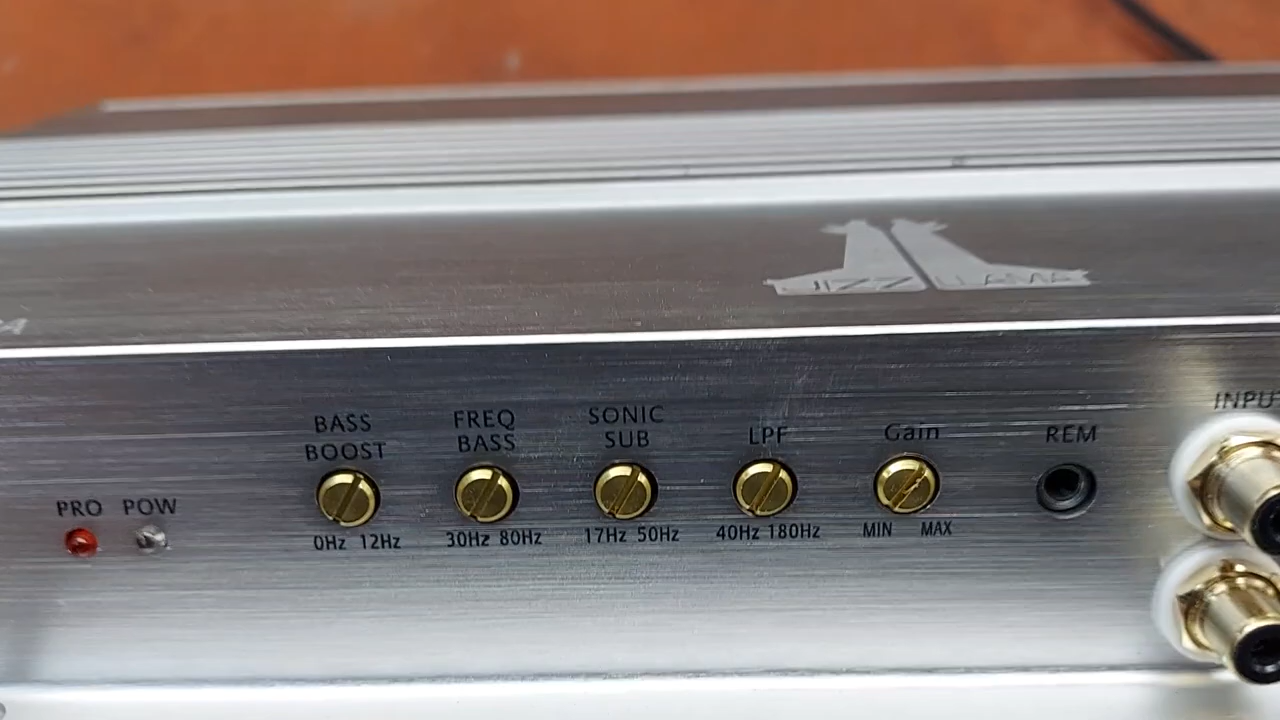 JIZZ LLAMA
BASS BOOST
FREQ BASS
SONIC SUB
LPF
Gain
REM
INPU
PRO POW
0Hz 12Hz
30Hz 80Hz
17Hz 50Hz
40Hz 180Hz
MIN MAX